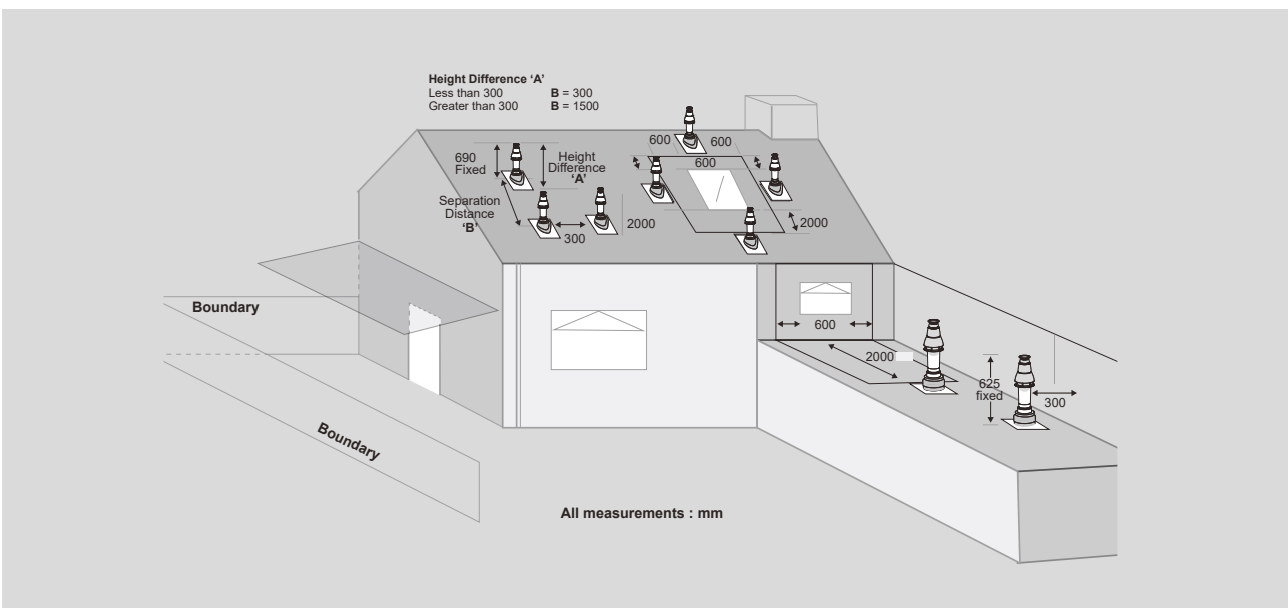 Height Difference ‘A’
Less than 300 B = 300
Greater than 300 B = 1500
690
Fixed
Height
Difference
‘A’
Separation
Distance
‘B’
300
2000
600
600
600
2000
Boundary
Boundary
600
2000
625
fixed
300
All measurements : mm